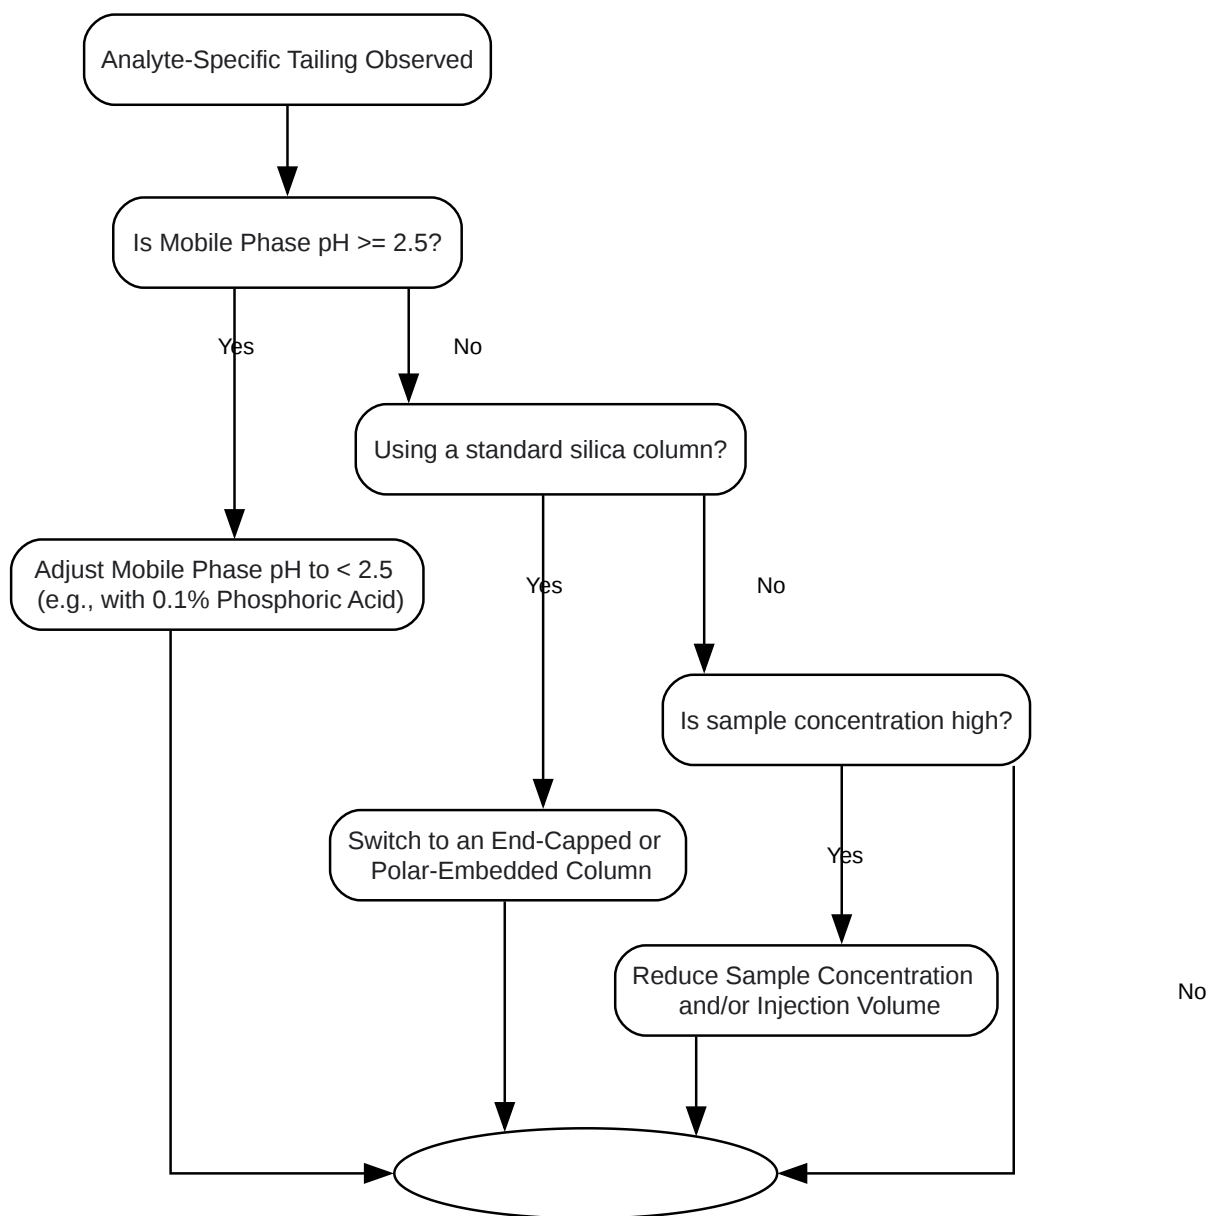 Analyte-Specific Tailing Observed
Is Mobile Phase pH >= 2.5?
Yes
No
Using a standard silica column?
Adjust Mobile Phase pH to < 2.5
(e.g., with 0.1% Phosphoric Acid)
Yes
No
Is sample concentration high?
Switch to an End-Capped or
Polar-Embedded Column
Yes
Reduce Sample Concentration
and/or Injection Volume
No